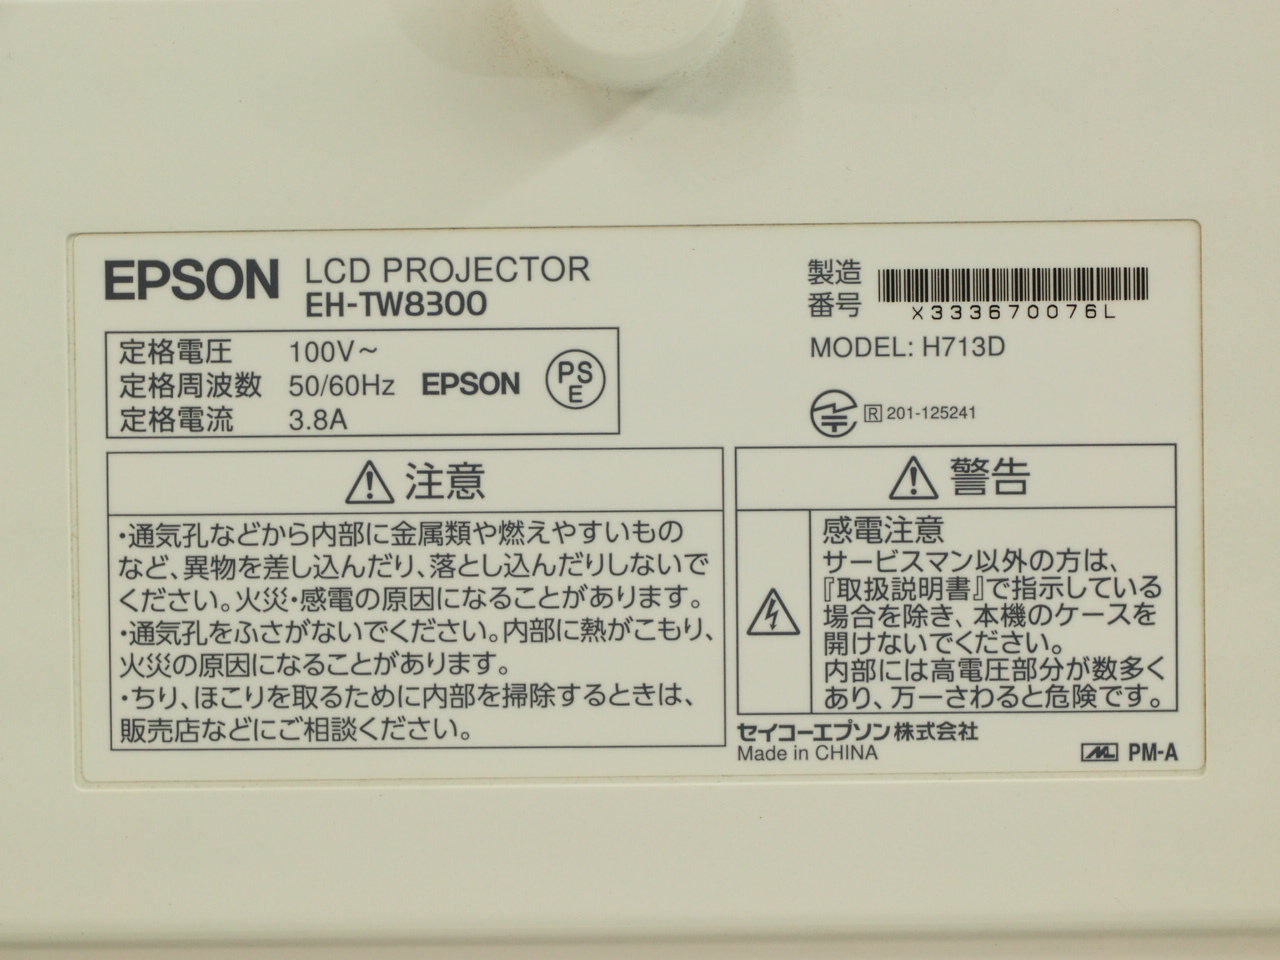 EPSON LCD PROJECTOR
EH-TW8300
製造
番号
X333670076L
MODEL: H713D
R 201-125241
定格電圧 100V～
定格周波数 50/60Hz EPSON PSE
定格電流 3.8A
注意
・通気孔などから内部に金属類や燃えやすいもの
など、異物を差し込んだり、落とし込んだりしないで
ください。火災・感電の原因になることがあります。
・通気孔をふさがないでください。内部に熱がこもり、
火災の原因になることがあります。
・ちり、ほこりを取るために内部を掃除するときは、
販売店などにご相談ください。
警告
感電注意
サービスマン以外の方は、
『取扱説明書』で指示している
場合を除き、本機のケースを
開けないでください。
内部には高電圧部分が数多く
あり、万一さわると危険です。
セイコーエプソン株式会社
Made in CHINA
PM-A